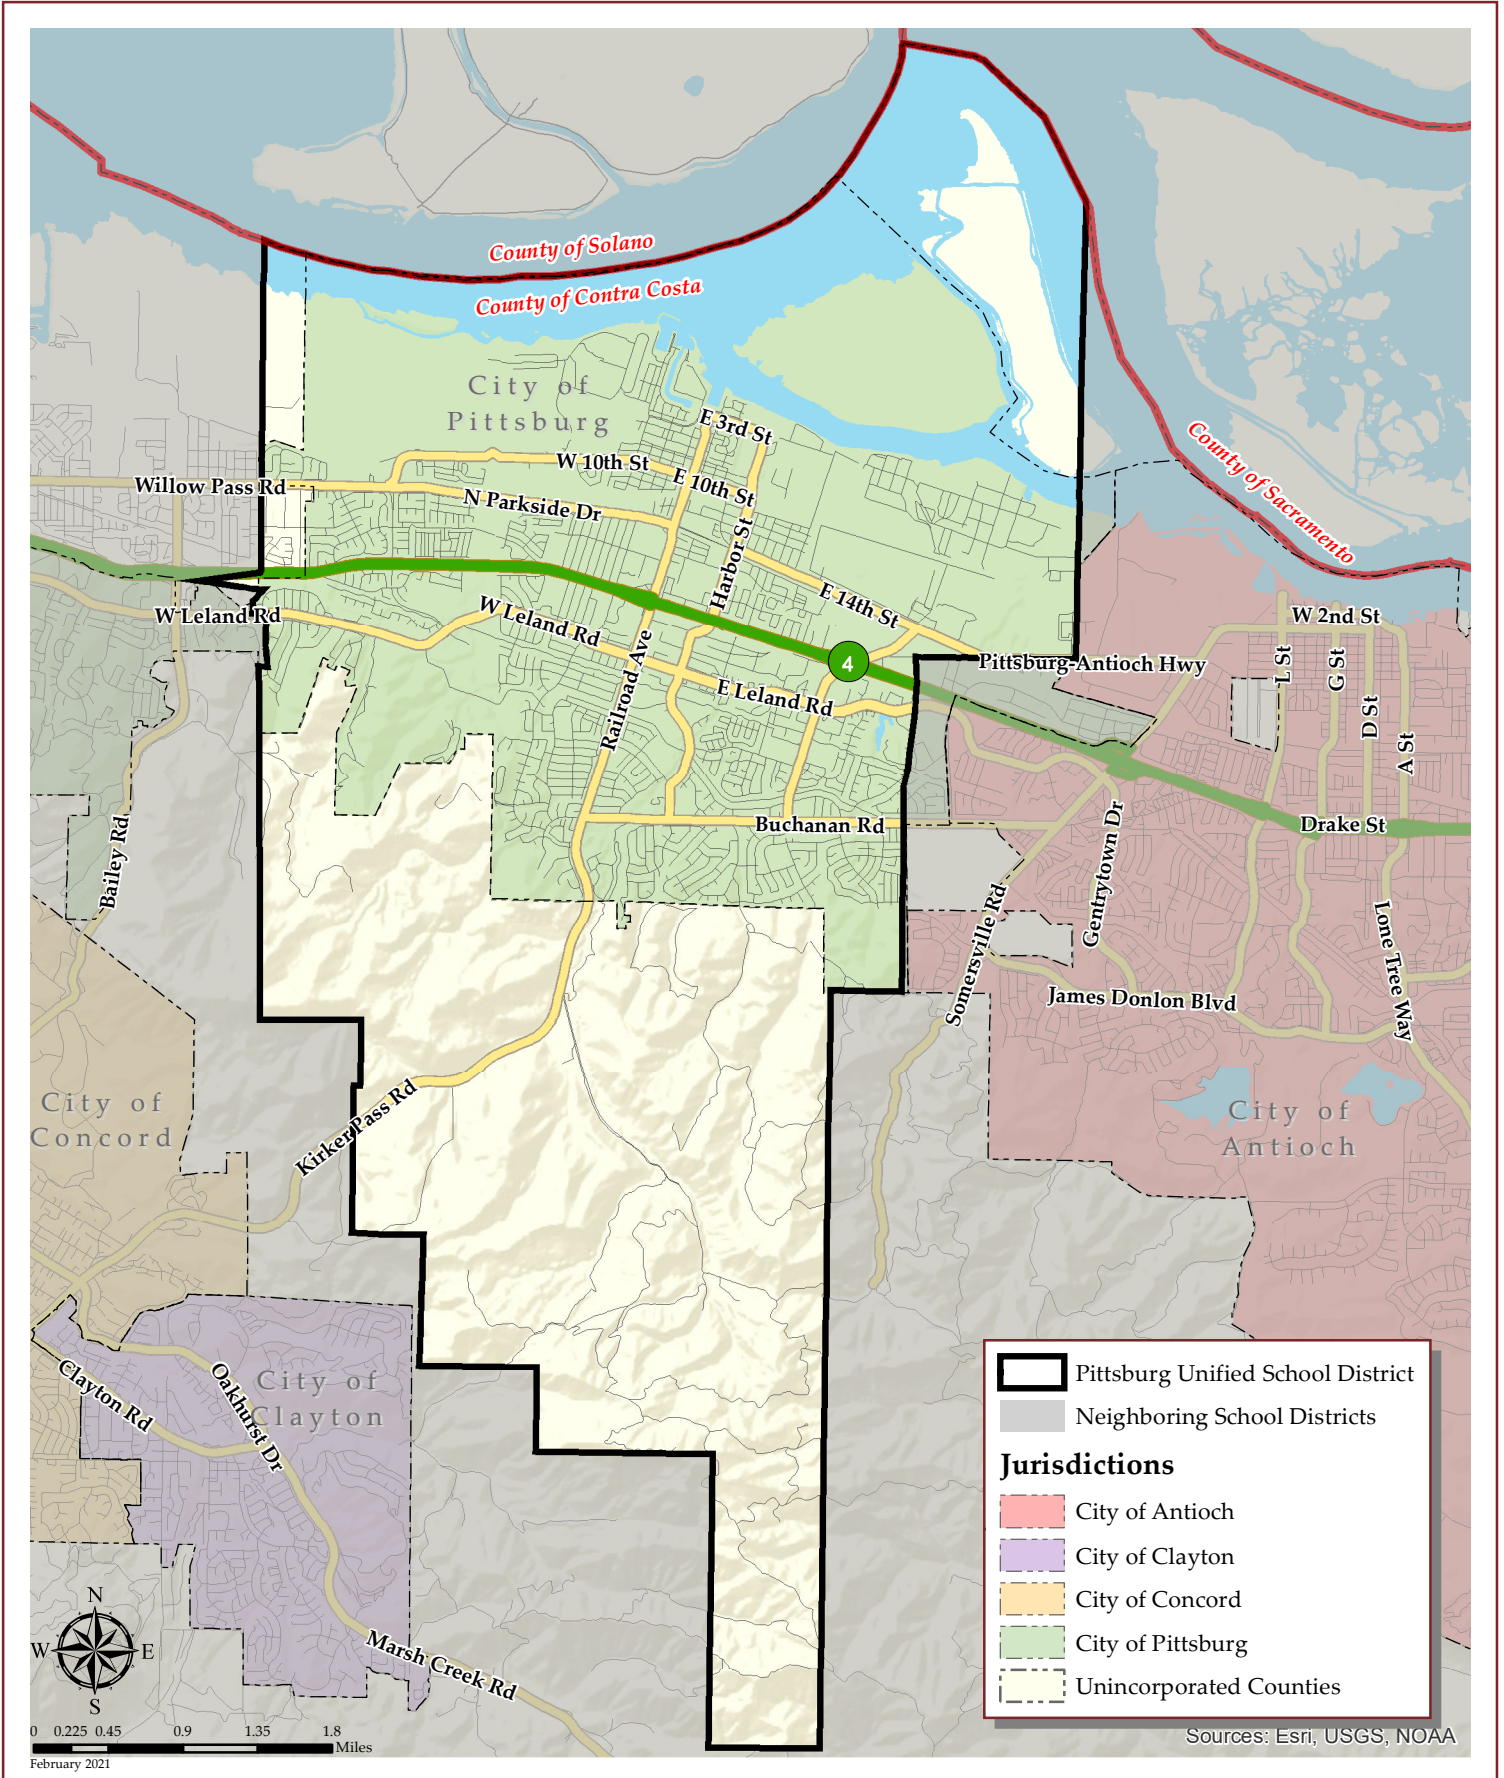 County of Solano
County of Contra Costa
City of
Pittsburg
E 3rd St
W 10th St
E 10th St
Willow Pass Rd
N Parkside Dr
County of Sacramento
Harbor St
E 14th St
W Leland Rd
W Leland Rd
W 2nd St
4
Pittsburg-Antioch Hwy
L St
G St
D St
A St
Railroad Ave
E Leland Rd
Buchanan Rd
Drake St
Bailey Rd
Gentrytown Dr
Somersville Rd
Lone Tree Way
James Donlon Blvd
City of
Concord
Kirker Pass Rd
City of
Antioch
Clayton Rd
Oakhurst Dr
City of
Clayton
Marsh Creek Rd
Pittsburg Unified School District
Neighboring School Districts
Jurisdictions
City of Antioch
City of Clayton
City of Concord
City of Pittsburg
Unincorporated Counties
N
W E
S
0 0.225 0.45 0.9 1.35 1.8
Miles
Sources: Esri, USGS, NOAA
February 2021